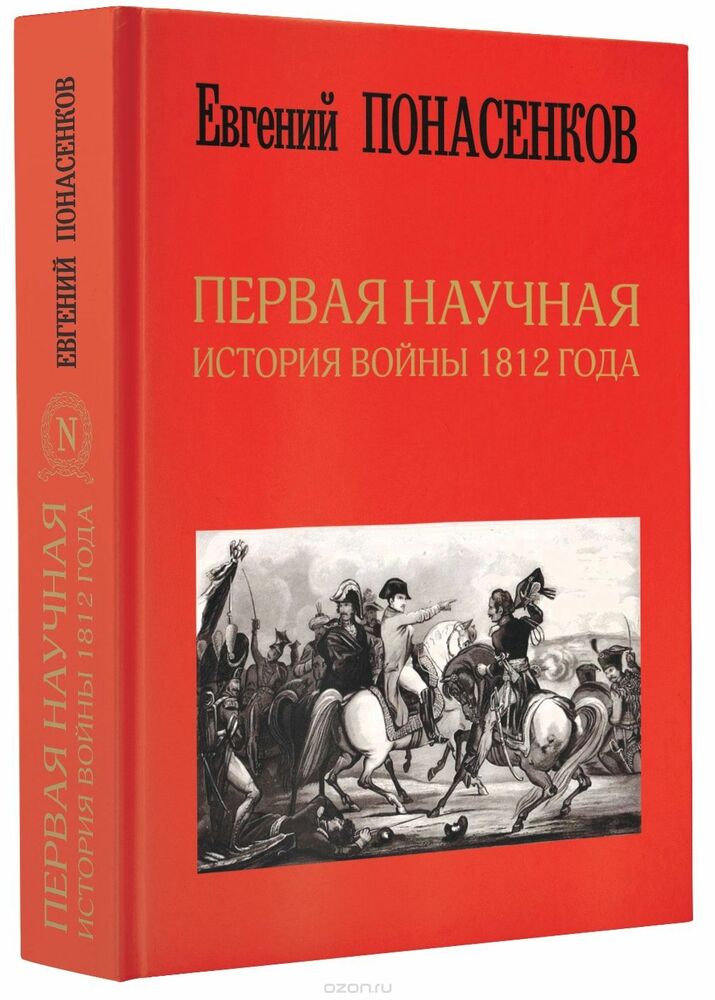 Евгений ПОНАСЕНКОВ
ПЕРВАЯ НАУЧНАЯ
ИСТОРИЯ ВОЙНЫ 1812 ГОДА
ЕВГЕНИЙ ПОНАСЕНКОВ
N
ПЕРВАЯ НАУЧНАЯ
ИСТОРИЯ ВОЙНЫ 1812 ГОДА
ozon.ru